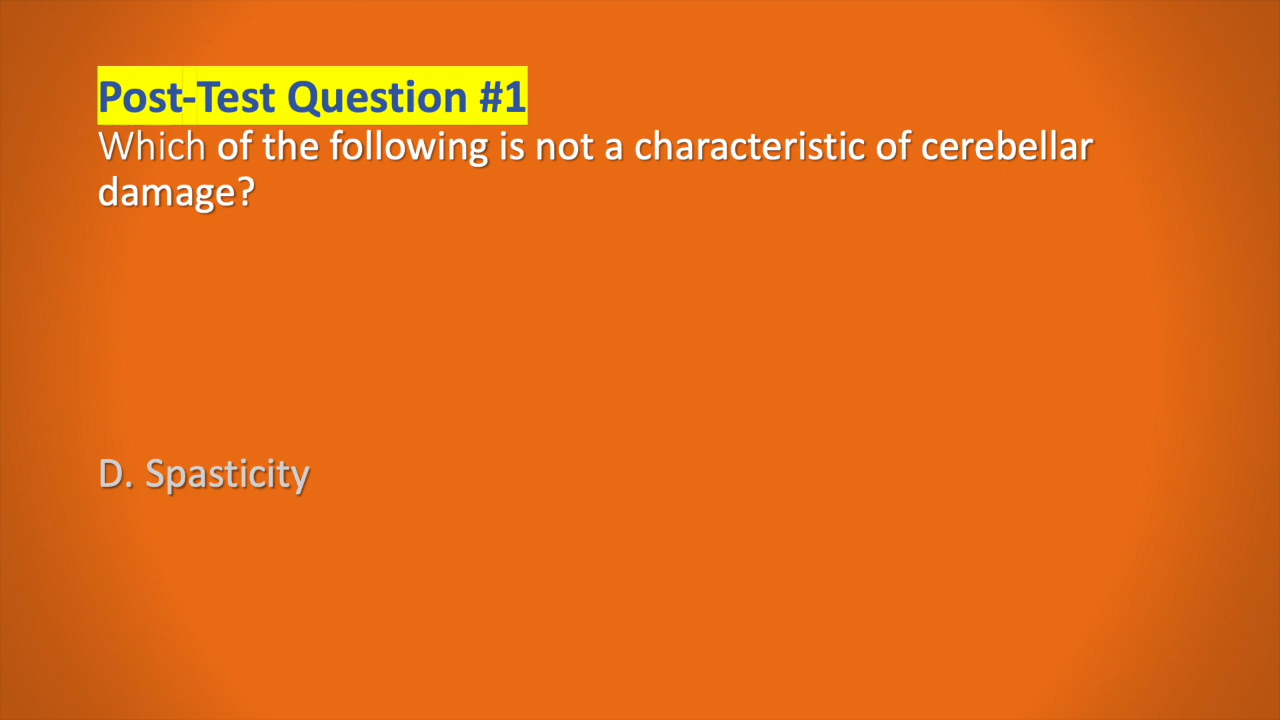 Post-Test Question #1
Which of the following is not a characteristic of cerebellar
damage?
D. Spasticity